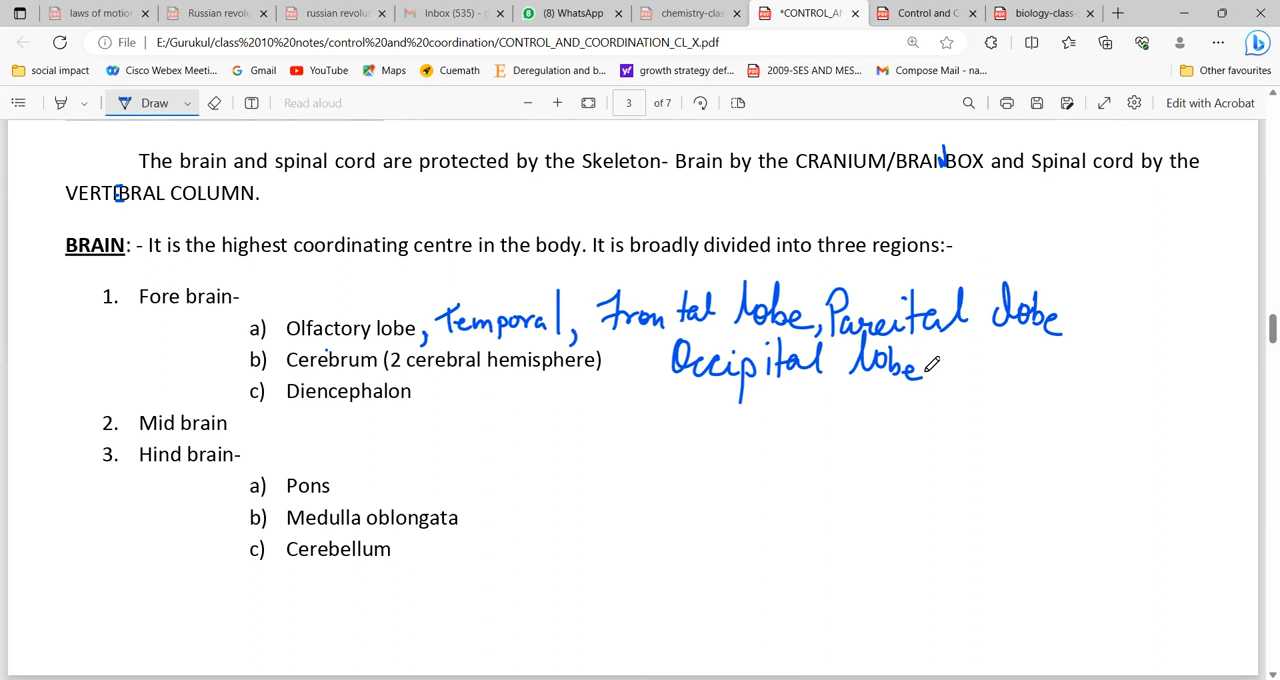 laws of motion
Russian revolu
russian revolu
Inbox (535) - g
(8) WhatsApp
chemistry-clas
*CONTROL_AN
Control and C
biology-class-
File E:/Gurukul/class%2010%20notes/control%20and%20coordination/CONTROL_AND_COORDINATION_CL_X.pdf
social impact Cisco Webex Meeti... Gmail YouTube Maps Cuemath Deregulation and b... growth strategy def... 2009-SES AND MES... Compose Mail - na... Other favourites
Draw Read aloud 3 of 7 Edit with Acrobat
The brain and spinal cord are protected by the Skeleton- Brain by the CRANIUM/BRAIN BOX and Spinal cord by the
VERTEBRAL COLUMN.
BRAIN: - It is the highest coordinating centre in the body. It is broadly divided into three regions:-
1. Fore brain-
a) Olfactory lobe, Temporal, Frontal lobe, Pareital lobe
b) Cerebrum (2 cerebral hemisphere) Occipital lobe
c) Diencephalon
2. Mid brain
3. Hind brain-
a) Pons
b) Medulla oblongata
c) Cerebellum